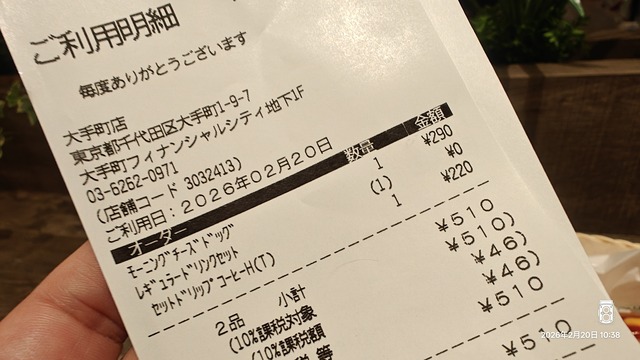 ご利用明細
毎度ありがとうございます
大手町店
東京都千代田区大手町1-9-7
大手町フィナンシャルシティ地下1F
03-6262-0971
(店舗コード 3032413)
ご利用日:2026年02月20日
オーダー 数量 金額
モーニングチーズドッグ 1 ¥290
レギュラードリンクセット (1) ¥0
セットドリップコーヒーH(T) 1 ¥220
2品 小計 ¥510
(10%課税対象 ¥510)
(10%課税額 ¥46)
¥46)
¥510
2026年2月20日 10:38